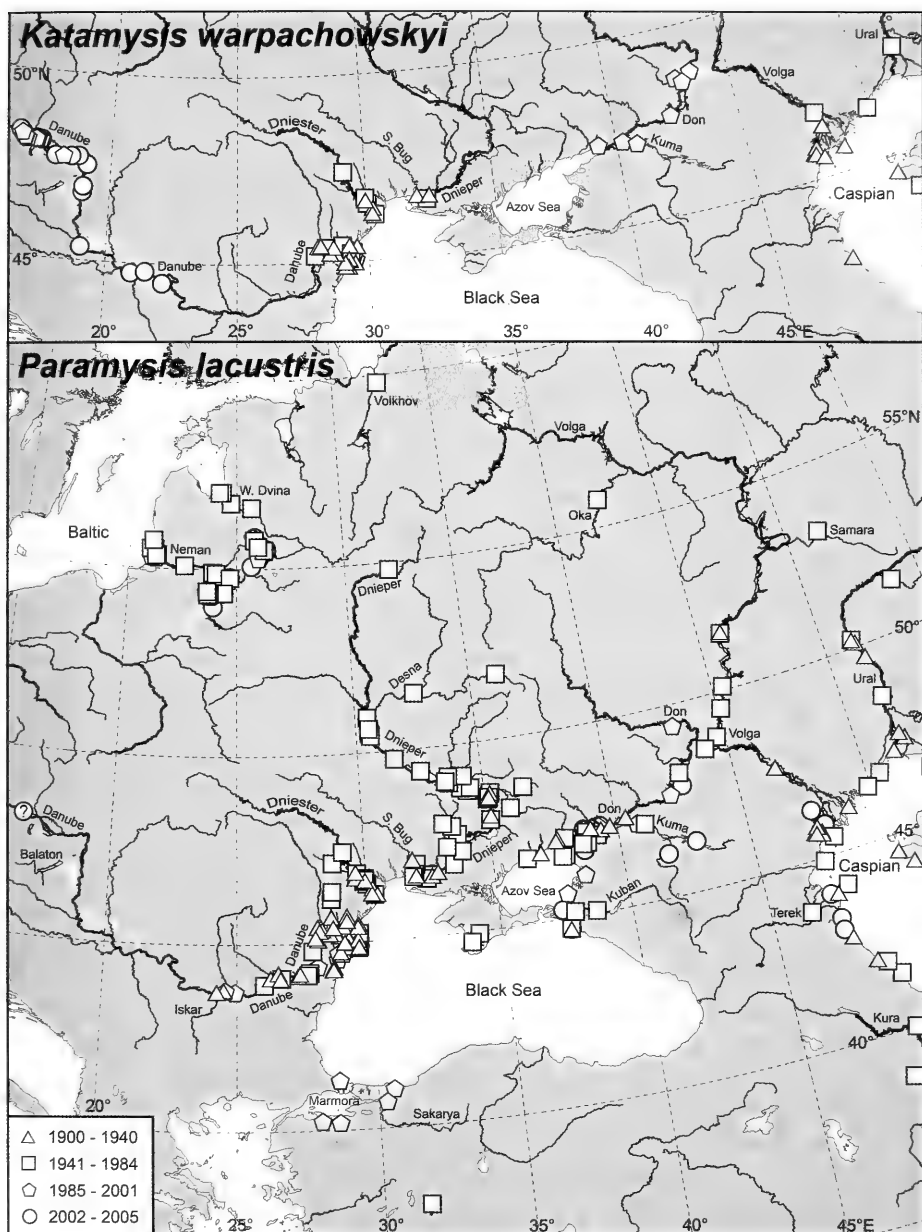 Katamysis warpachowskyi
50°N
Ural
Volga
Danube
Dniester
S. Bug
Don
Kuma
Dnieper
Azov Sea
Caspian
45°
Danube
Danube
Black Sea
20°
25°
30°
35°
40°
45°E
Paramysis lacustris
Volkhov
55°N
Volga
W. Dvina
Baltic
Oka
Samara
Neman
Dnieper
50°
Desna
Ural
Don
Volga
Dnieper
Dniester
S. Bug
Don
Kuma
? Danube
Balaton
Dnieper
45°
Azov Sea
Kuban
Caspian
Terek
Danube
Black Sea
Iskar
Danube
Kura
40°
20°
Marmora
Sakarya
1900 - 1940
1941 - 1984
1985 - 2001
2002 - 2005
25°
30°
35°
40°
45°E